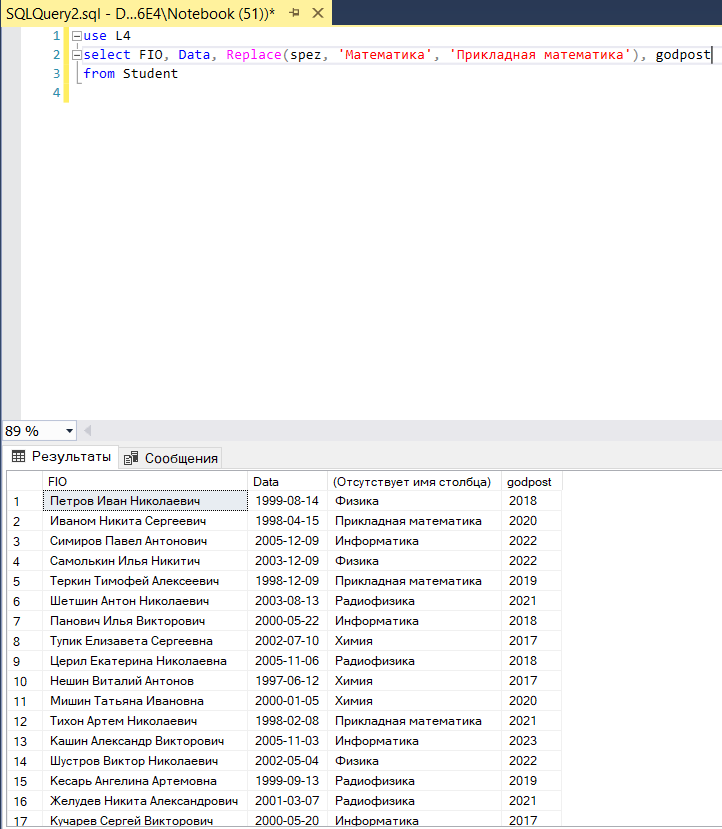 SQLQuery2.sql - D...6E4\Notebook (51))*
1 use L4
2 select FIO, Data, Replace(spez, 'Математика', 'Прикладная математика'), godpost
3 from Student
4
89 %
Результаты Сообщения
FIO Data (Отсутствует имя столбца) godpost
1 Петров Иван Николаевич 1999-08-14 Физика 2018
2 Иваном Никита Сергеевич 1998-04-15 Прикладная математика 2020
3 Симиров Павел Антонович 2005-12-09 Информатика 2022
4 Самолькин Илья Никитич 2003-12-09 Физика 2022
5 Теркин Тимофей Алексеевич 1998-12-09 Прикладная математика 2019
6 Шетшин Антон Николаевич 2003-08-13 Радиофизика 2021
7 Панович Илья Викторович 2000-05-22 Информатика 2018
8 Тупик Елизавета Сергеевна 2002-07-10 Химия 2017
9 Церил Екатерина Николаевна 2005-11-06 Радиофизика 2018
10 Нешин Виталий Антонов 1997-06-12 Химия 2017
11 Мишин Татьяна Ивановна 2000-01-05 Химия 2020
12 Тихон Артем Николаевич 1998-02-08 Прикладная математика 2021
13 Кашин Александр Викторович 2005-11-03 Информатика 2023
14 Шустров Виктор Николаевич 2002-05-04 Физика 2022
15 Кесарь Ангелина Артемовна 1999-09-13 Радиофизика 2019
16 Желудев Никита Александрович 2001-03-07 Радиофизика 2021
17 Кучарев Сергей Викторович 2000-05-20 Информатика 2017